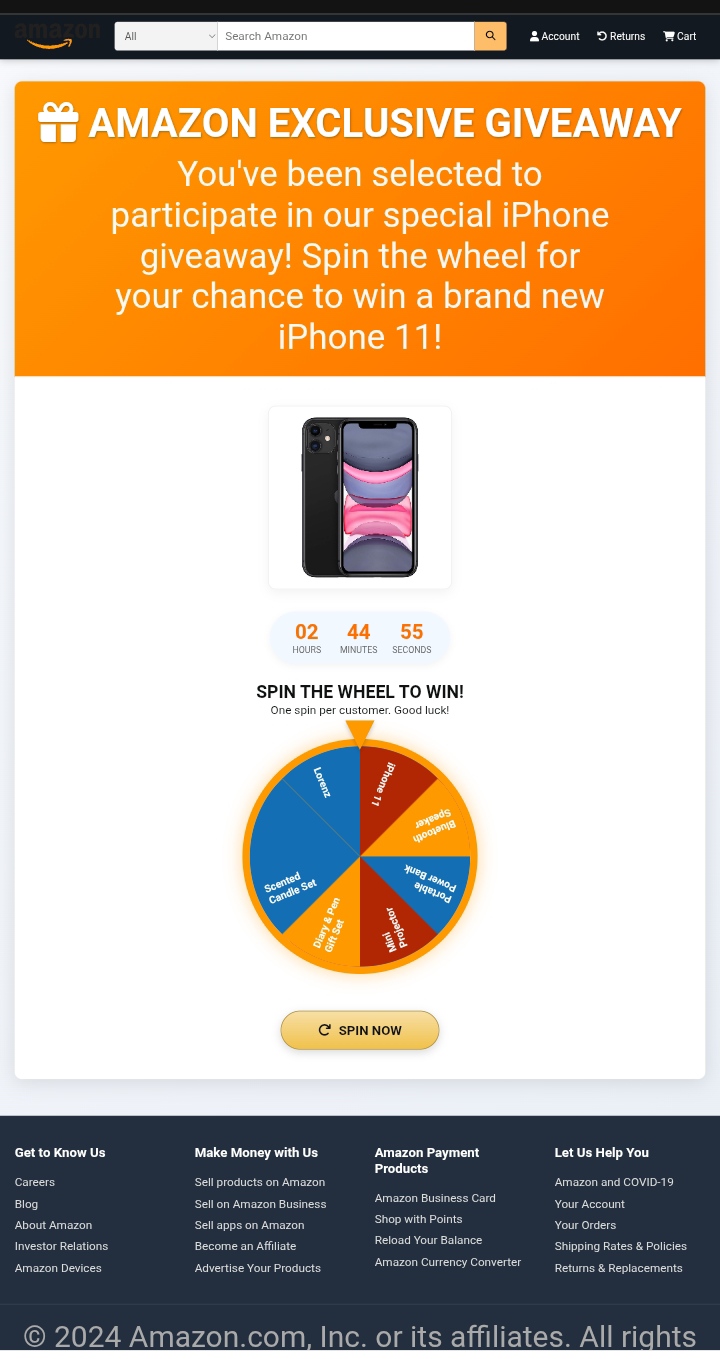 amazon
All
Search Amazon
Account
Returns
Cart
AMAZON EXCLUSIVE GIVEAWAY
You've been selected to
participate in our special iPhone
giveaway! Spin the wheel for
your chance to win a brand new
iPhone 11!
02
44
55
HOURS
MINUTES
SECONDS
SPIN THE WHEEL TO WIN!
One spin per customer. Good luck!
Lorenz
iPhone 11
Bluetooth
Speaker
Portable
Power Bank
Mini
Projector
Diary & Pen
Gift Set
Scented
Candle Set
SPIN NOW
Get to Know Us
Careers
Blog
About Amazon
Investor Relations
Amazon Devices
Make Money with Us
Sell products on Amazon
Sell on Amazon Business
Sell apps on Amazon
Become an Affiliate
Advertise Your Products
Amazon Payment
Products
Amazon Business Card
Shop with Points
Reload Your Balance
Amazon Currency Converter
Let Us Help You
Amazon and COVID-19
Your Account
Your Orders
Shipping Rates & Policies
Returns & Replacements
© 2024 Amazon.com, Inc. or its affiliates. All rights